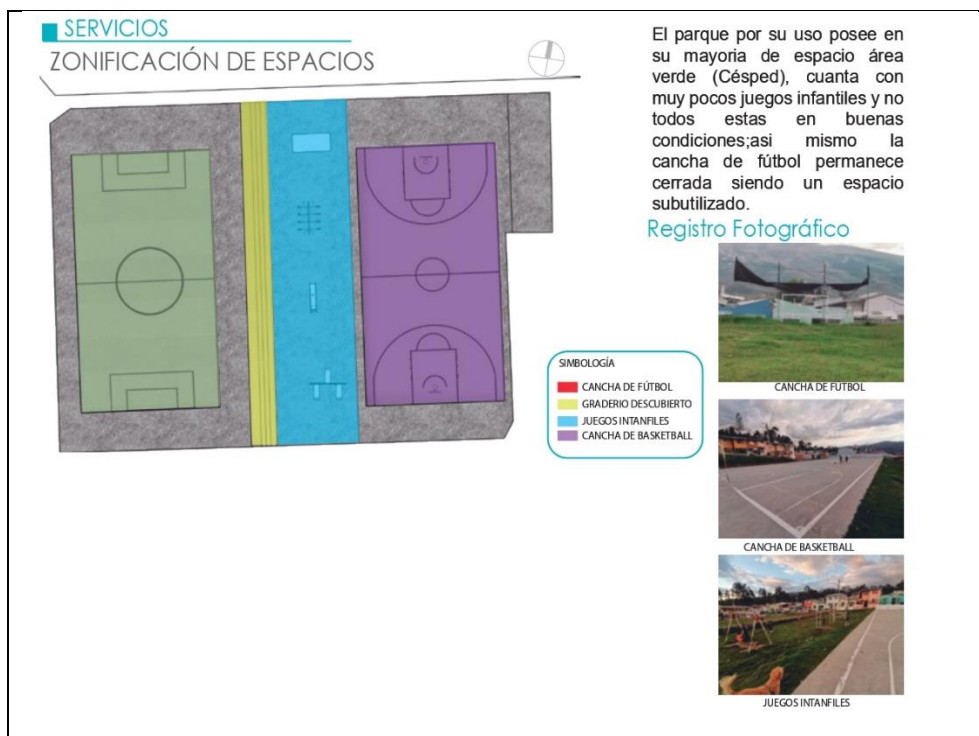 SERVICIOS
ZONIFICACIÓN DE ESPACIOS
El parque por su uso posee en
su mayoria de espacio área
verde (Césped), cuanta con
muy pocos juegos infantiles y no
todos estas en buenas
condiciones;asi mismo la
cancha de fútbol permanece
cerrada siendo un espacio
subutilizado.
Registro Fotográfico
CANCHA DE FUTBOL
SIMBOLOGÍA
CANCHA DE FÚTBOL
GRADERIO DESCUBIERTO
JUEGOS INTANFILES
CANCHA DE BASKETBALL
CANCHA DE BASKETBALL
JUEGOS INTANFILES